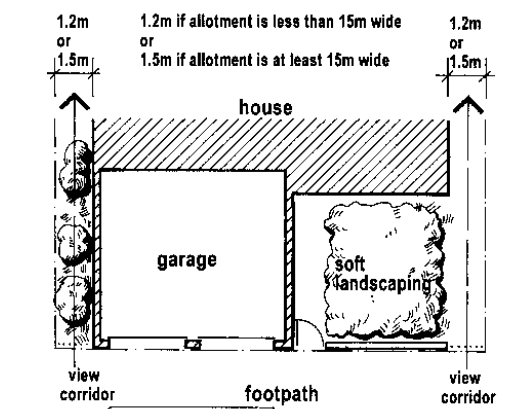 1.2m
or
1.5m
1.2m if allotment is less than 15m wide
or
1.5m if allotment is at least 15m wide
1.2m
or
1.5m
house
garage
soft
landscaping
view
corridor
footpath
view
corridor